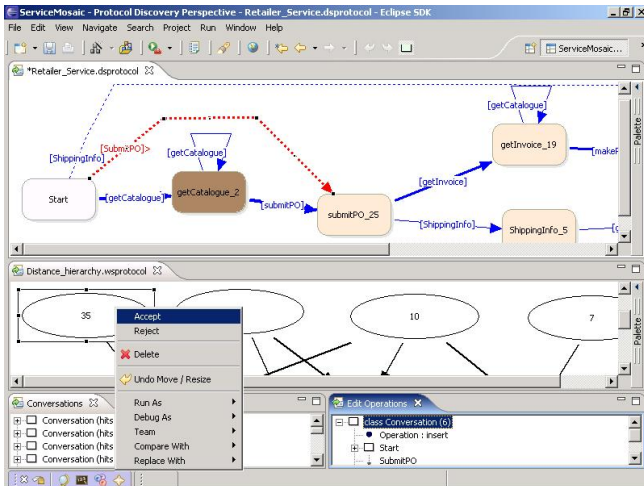 ServiceMosaic - Protocol Discovery Perspective - Retailer_Service.dsprotocol - Eclipse SDK
File Edit View Navigate Search Project Run Window Help
ServiceMosaic...
*Retailer_Service.dsprotocol
Palette
[ShippingInfo]
[SubmitPO]>
[getCatalogue]
[getCatalogue]
Start
[getCatalogue]
getCatalogue_2
[submitPO]
submitPO_25
[getInvoice]
getInvoice_19
[ShippingInfo]
ShippingInfo_5
Distance_hierarchy.wsprotocol
Palette
35
10
7
Accept
Reject
Delete
Undo Move / Resize
Run As
Debug As
Team
Compare With
Replace With
Conversations
Conversation (hits
Conversation (hits
Conversation (hits
Conversation (hits
Edit Operations
class Conversation (6)
Operation : insert
Start
SubmitPO